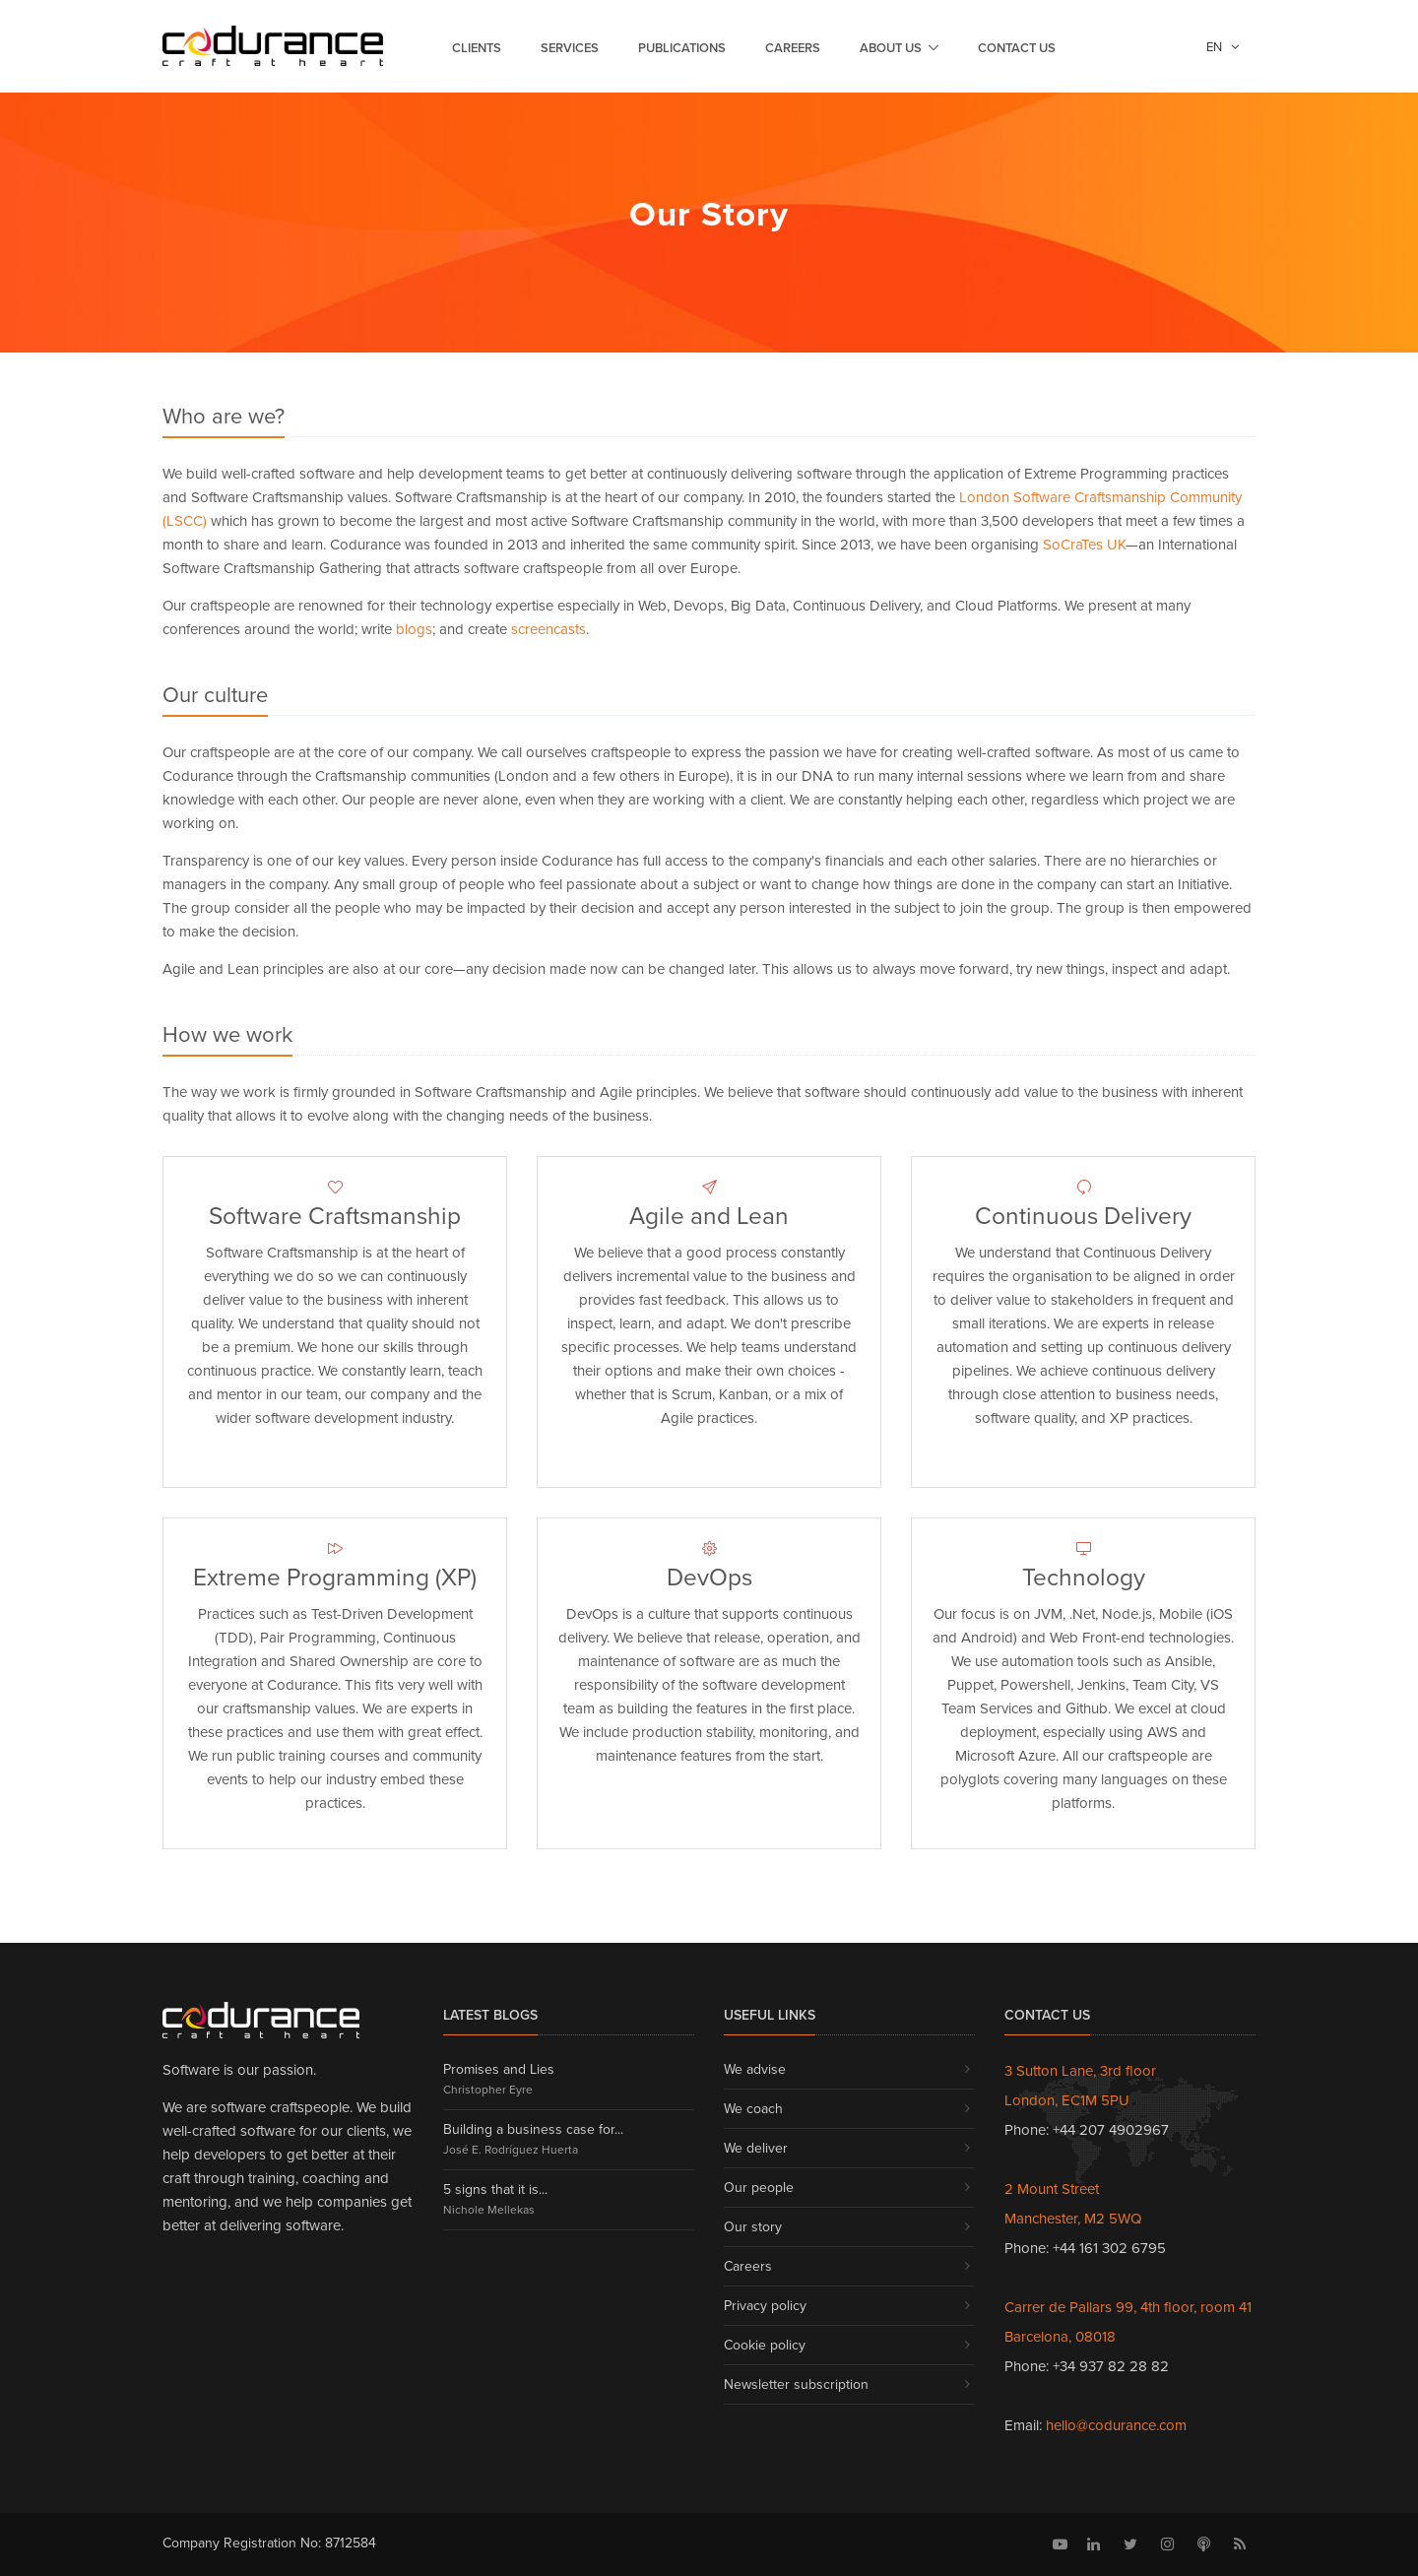 codurance
craft at heart
CLIENTS
SERVICES
PUBLICATIONS
CAREERS
ABOUT US
CONTACT US
EN
Our Story
Who are we?
We build well-crafted software and help development teams to get better at continuously delivering software through the application of Extreme Programming practices
and Software Craftsmanship values. Software Craftsmanship is at the heart of our company. In 2010, the founders started the London Software Craftsmanship Community
(LSCC) which has grown to become the largest and most active Software Craftsmanship community in the world, with more than 3,500 developers that meet a few times a
month to share and learn. Codurance was founded in 2013 and inherited the same community spirit. Since 2013, we have been organising SoCraTes UK—an International
Software Craftsmanship Gathering that attracts software craftspeople from all over Europe.
Our craftspeople are renowned for their technology expertise especially in Web, Devops, Big Data, Continuous Delivery, and Cloud Platforms. We present at many
conferences around the world; write blogs; and create screencasts.
Our culture
Our craftspeople are at the core of our company. We call ourselves craftspeople to express the passion we have for creating well-crafted software. As most of us came to
Codurance through the Craftsmanship communities (London and a few others in Europe), it is in our DNA to run many internal sessions where we learn from and share
knowledge with each other. Our people are never alone, even when they are working with a client. We are constantly helping each other, regardless which project we are
working on.
Transparency is one of our key values. Every person inside Codurance has full access to the company's financials and each other salaries. There are no hierarchies or
managers in the company. Any small group of people who feel passionate about a subject or want to change how things are done in the company can start an Initiative.
The group consider all the people who may be impacted by their decision and accept any person interested in the subject to join the group. The group is then empowered
to make the decision.
Agile and Lean principles are also at our core—any decision made now can be changed later. This allows us to always move forward, try new things, inspect and adapt.
How we work
The way we work is firmly grounded in Software Craftsmanship and Agile principles. We believe that software should continuously add value to the business with inherent
quality that allows it to evolve along with the changing needs of the business.
Software Craftsmanship
Software Craftsmanship is at the heart of
everything we do so we can continuously
deliver value to the business with inherent
quality. We understand that quality should not
be a premium. We hone our skills through
continuous practice. We constantly learn, teach
and mentor in our team, our company and the
wider software development industry.
Agile and Lean
We believe that a good process constantly
delivers incremental value to the business and
provides fast feedback. This allows us to
inspect, learn, and adapt. We don't prescribe
specific processes. We help teams understand
their options and make their own choices -
whether that is Scrum, Kanban, or a mix of
Agile practices.
Continuous Delivery
We understand that Continuous Delivery
requires the organisation to be aligned in order
to deliver value to stakeholders in frequent and
small iterations. We are experts in release
automation and setting up continuous delivery
pipelines. We achieve continuous delivery
through close attention to business needs,
software quality, and XP practices.
Extreme Programming (XP)
Practices such as Test-Driven Development
(TDD), Pair Programming, Continuous
Integration and Shared Ownership are core to
everyone at Codurance. This fits very well with
our craftsmanship values. We are experts in
these practices and use them with great effect.
We run public training courses and community
events to help our industry embed these
practices.
DevOps
DevOps is a culture that supports continuous
delivery. We believe that release, operation, and
maintenance of software are as much the
responsibility of the software development
team as building the features in the first place.
We include production stability, monitoring, and
maintenance features from the start.
Technology
Our focus is on JVM, .Net, Node.js, Mobile (iOS
and Android) and Web Front-end technologies.
We use automation tools such as Ansible,
Puppet, Powershell, Jenkins, Team City, VS
Team Services and Github. We excel at cloud
deployment, especially using AWS and
Microsoft Azure. All our craftspeople are
polyglots covering many languages on these
platforms.
codurance
craft at heart
Software is our passion.
We are software craftspeople. We build
well-crafted software for our clients, we
help developers to get better at their
craft through training, coaching and
mentoring, and we help companies get
better at delivering software.
LATEST BLOGS
Promises and Lies
Christopher Eyre
Building a business case for...
José E. Rodríguez Huerta
5 signs that it is...
Nichole Mellekas
USEFUL LINKS
We advise
We coach
We deliver
Our people
Our story
Careers
Privacy policy
Cookie policy
Newsletter subscription
CONTACT US
3 Sutton Lane, 3rd floor
London, EC1M 5PU
Phone: +44 207 4902967
2 Mount Street
Manchester, M2 5WQ
Phone: +44 161 302 6795
Carrer de Pallars 99, 4th floor, room 41
Barcelona, 08018
Phone: +34 937 82 28 82
Email: hello@codurance.com
Company Registration No: 8712584